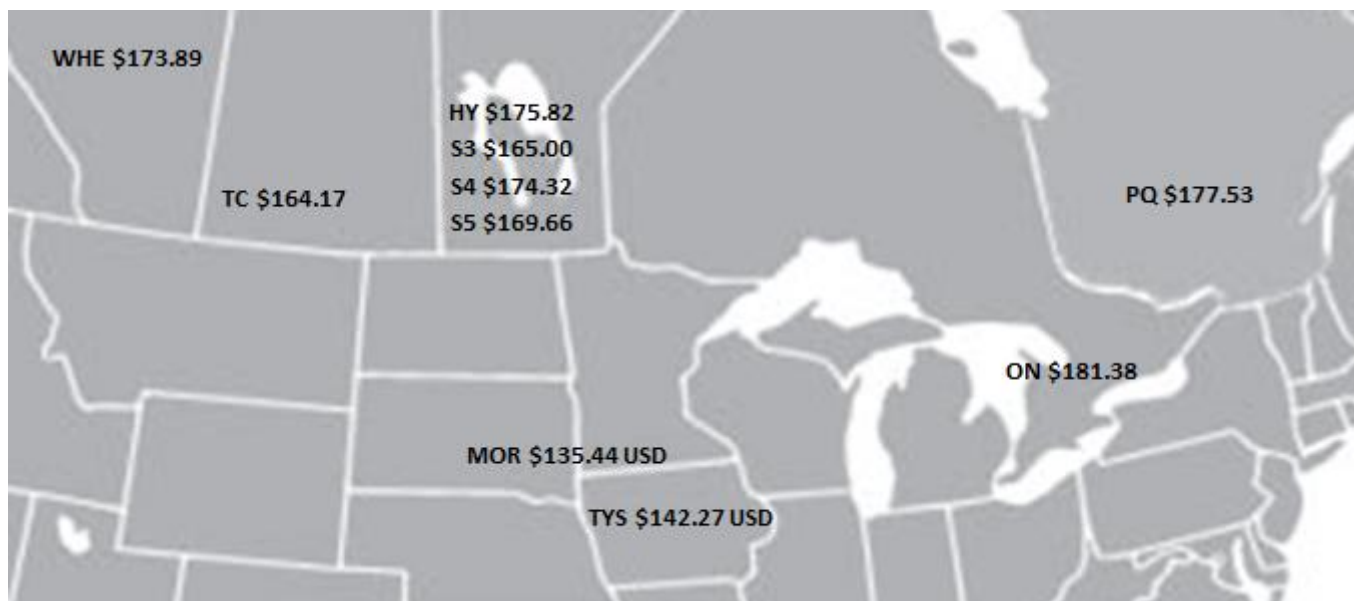 WHE $173.89
HY $175.82
S3 $165.00
S4 $174.32
S5 $169.66
TC $164.17
PQ $177.53
ON $181.38
MOR $135.44 USD
TYS $142.27 USD